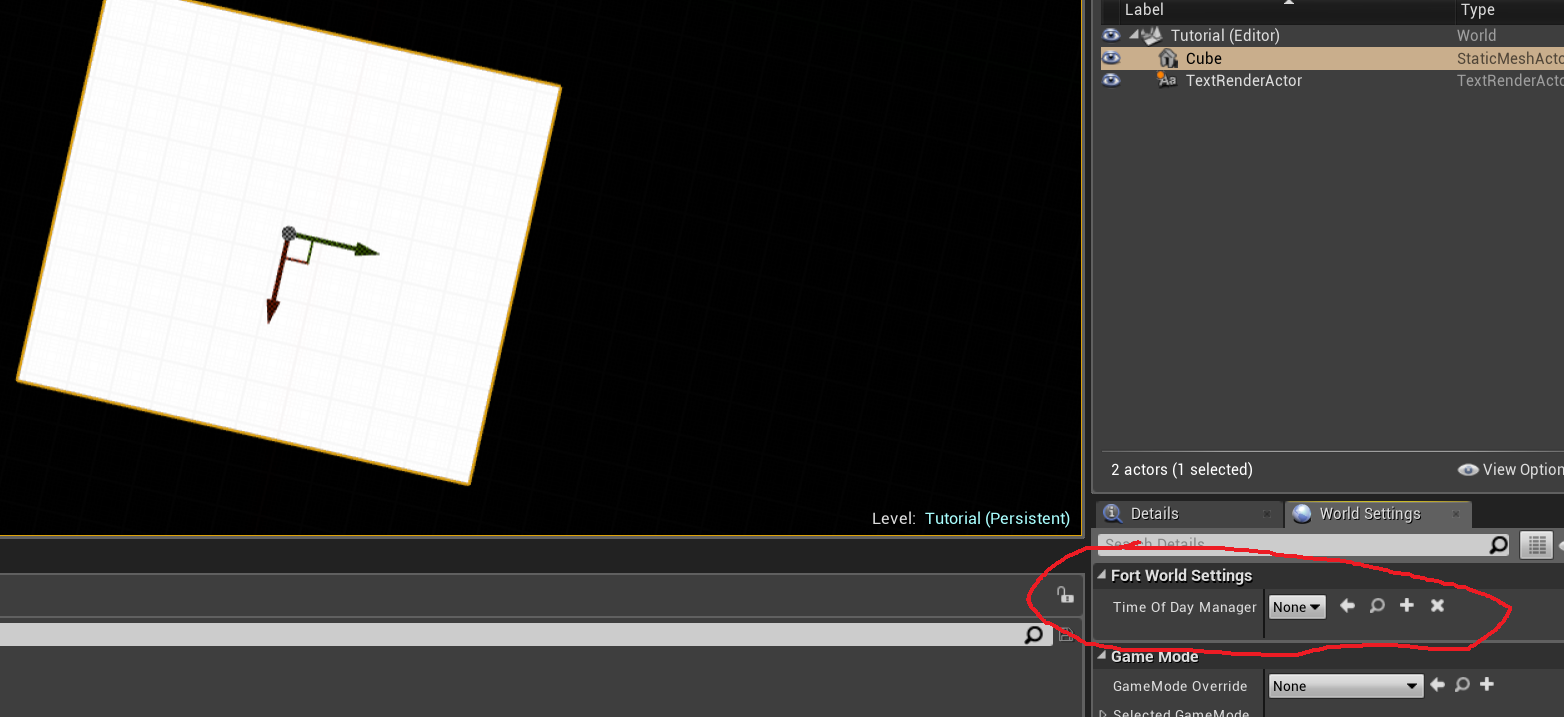 Label Type
Tutorial (Editor) World
Cube StaticMeshActo
Aa TextRenderActor TextRenderActo
2 actors (1 selected) View Option
Level: Tutorial (Persistent)
Details World Settings
Search Details
Fort World Settings
Time Of Day Manager None
Game Mode
GameMode Override None
Selected GameMode